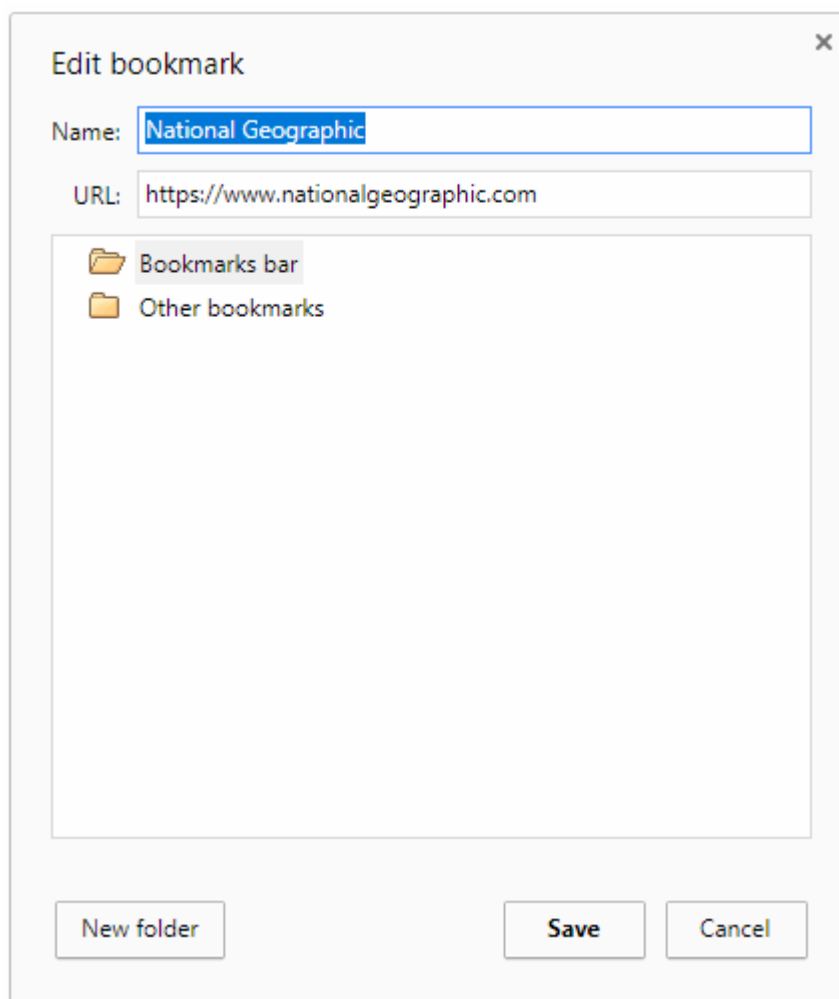 Edit bookmark
Name: National Geographic
URL: https://www.nationalgeographic.com
Bookmarks bar
Other bookmarks
New folder Save Cancel